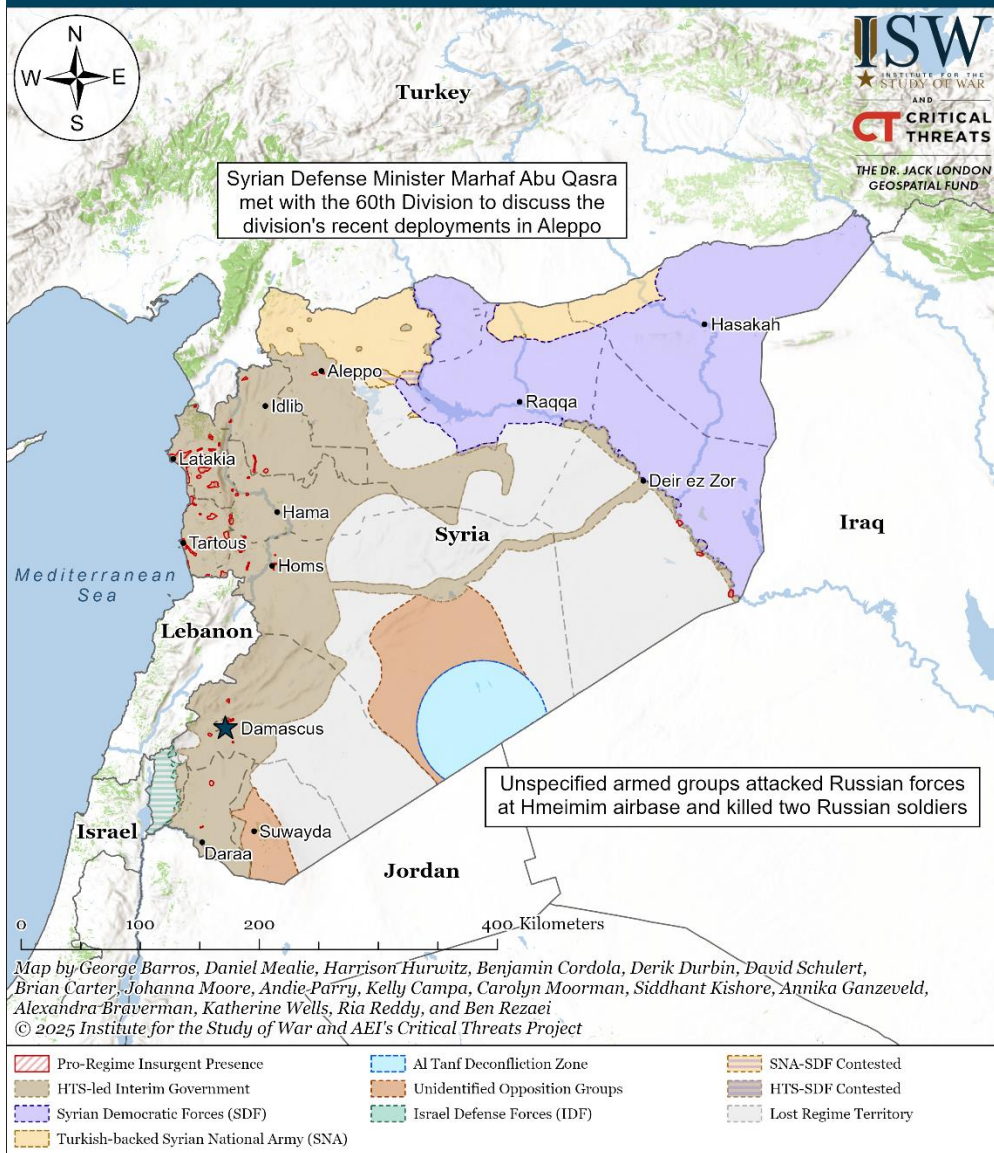 N
W E
S
ISW
INSTITUTE FOR THE
STUDY OF WAR
AND
CT CRITICAL
THREATS
THE DR. JACK LONDON
GEOSPATIAL FUND
Turkey
Syrian Defense Minister Marhaf Abu Qasra
met with the 60th Division to discuss the
division's recent deployments in Aleppo
Hasakah
Aleppo
Idlib
Raqqa
Latakia
Deir ez Zor
Hama
Syria
Iraq
Tartous
Homs
Mediterranean
Sea
Lebanon
Damascus
Unspecified armed groups attacked Russian forces
at Hmeimim airbase and killed two Russian soldiers
Israel
Suwayda
Daraa
Jordan
0 100 200 400 Kilometers
Map by George Barros, Daniel Mealie, Harrison Hurwitz, Benjamin Cordola, Derik Durbin, David Schulert,
Brian Carter, Johanna Moore, Andie Parry, Kelly Campa, Carolyn Moorman, Siddhant Kishore, Annika Ganzeveld,
Alexandra Braverman, Katherine Wells, Ria Reddy, and Ben Rezaei
© 2025 Institute for the Study of War and AEI's Critical Threats Project
Pro-Regime Insurgent Presence
HTS-led Interim Government
Syrian Democratic Forces (SDF)
Turkish-backed Syrian National Army (SNA)
Al Tanf Deconfliction Zone
Unidentified Opposition Groups
Israel Defense Forces (IDF)
SNA-SDF Contested
HTS-SDF Contested
Lost Regime Territory